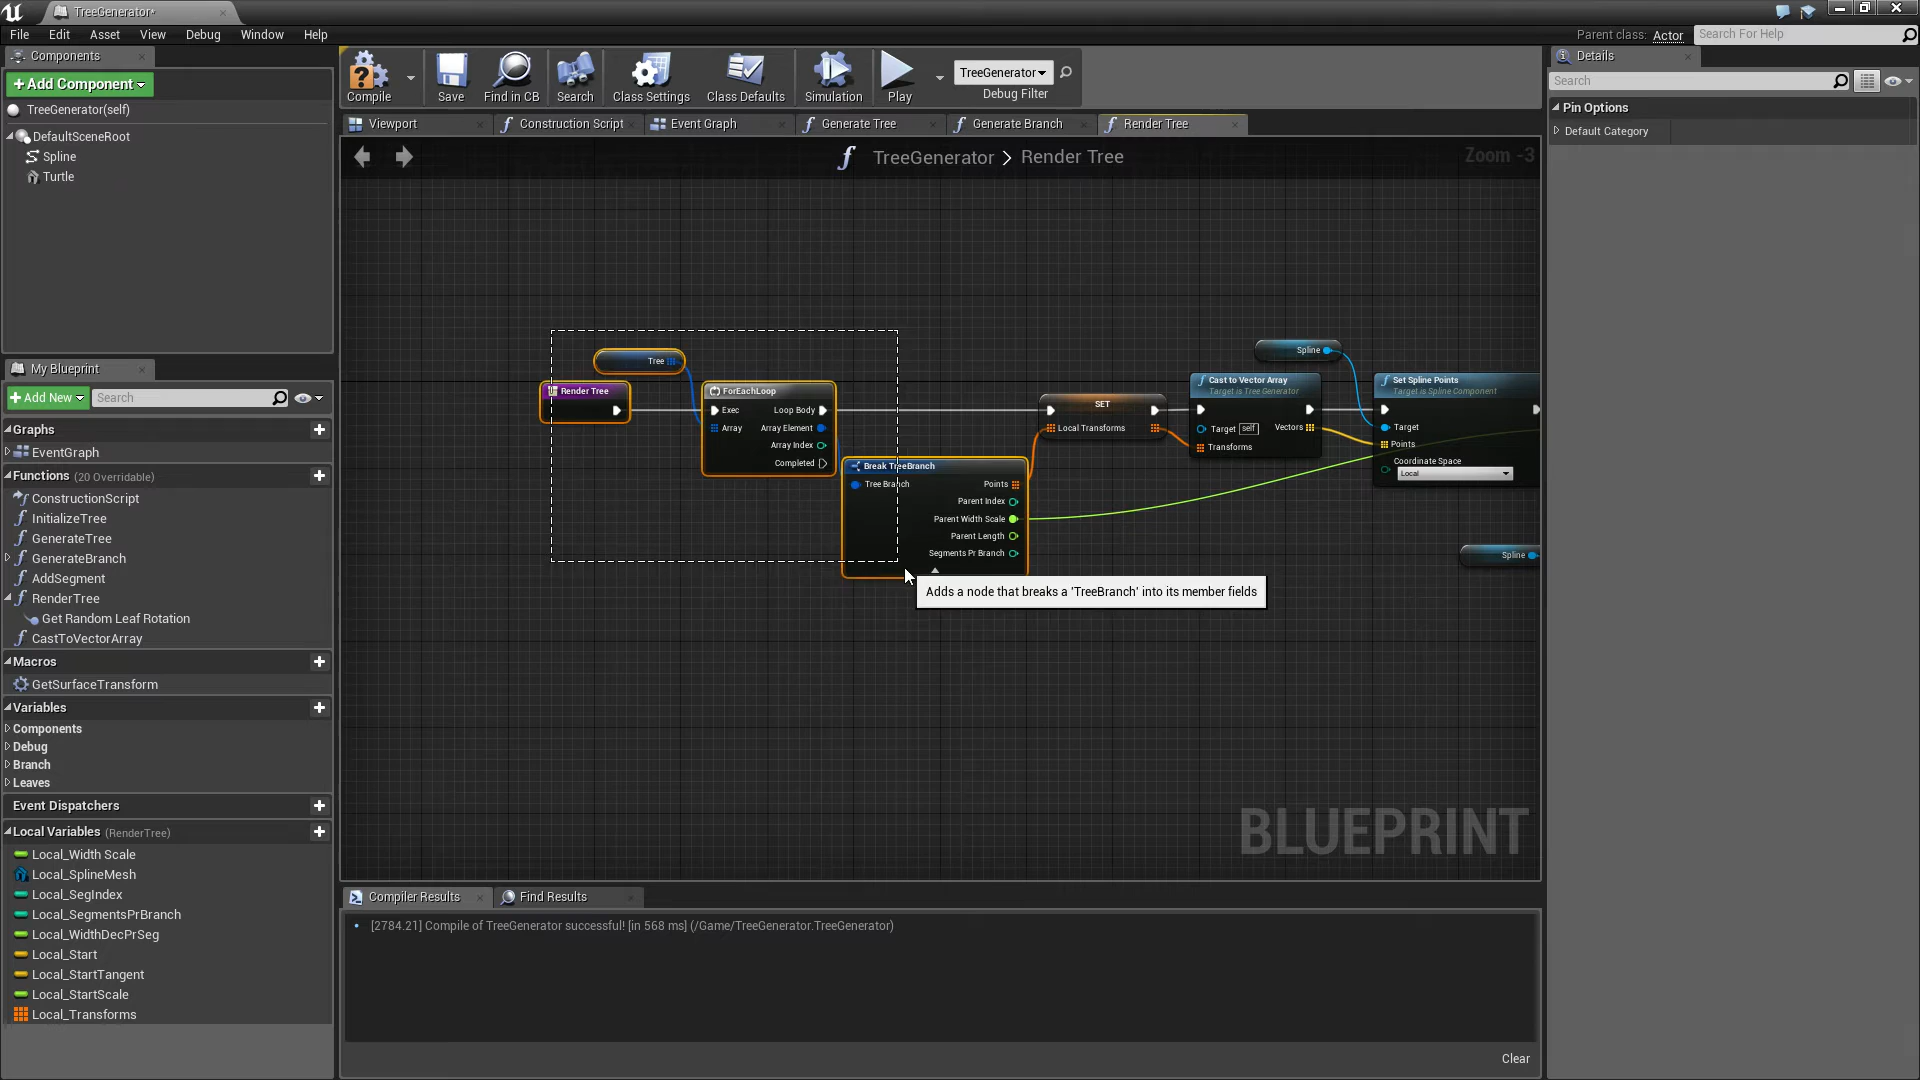 TreeGenerator*
File Edit Asset View Debug Window Help
Parent class: Actor
Search For Help
Components
+Add Component
TreeGenerator(self)
DefaultSceneRoot
Spline
Turtle
Compile
Save
Find in CB
Search
Class Settings
Class Defaults
Simulation
Play
TreeGenerator
Debug Filter
Viewport
Construction Script
Event Graph
Generate Tree
Generate Branch
Render Tree
TreeGenerator > Render Tree
Zoom -3
Details
Search
Pin Options
Default Category
My Blueprint
+Add New
Search
Graphs
EventGraph
Functions (20 Overridable)
ConstructionScript
InitializeTree
GenerateTree
GenerateBranch
AddSegment
RenderTree
Get Random Leaf Rotation
CastToVectorArray
Macros
GetSurfaceTransform
Variables
Components
Debug
Branch
Leaves
Event Dispatchers
Local Variables (RenderTree)
Local_Width Scale
Local_SplineMesh
Local_SegIndex
Local_SegmentsPrBranch
Local_WidthDecPrSeg
Local_Start
Local_StartTangent
Local_StartScale
Local_Transforms
Tree
Render Tree
ForEachLoop
Exec
Loop Body
Array
Array Element
Array Index
Completed
Break TreeBranch
Tree Branch
Points
Parent Index
Parent Width Scale
Parent Length
Segments Pr Branch
Adds a node that breaks a 'TreeBranch' into its member fields
SET
Local Transforms
Cast to Vector Array
Target is Tree Generator
Target self
Vectors
Transforms
Spline
Set Spline Points
Target is Spline Component
Target
Points
Coordinate Space
Local
Spline
BLUEPRINT
Compiler Results
Find Results
[2784.21] Compile of TreeGenerator successful! [in 568 ms] (/Game/TreeGenerator.TreeGenerator)
Clear